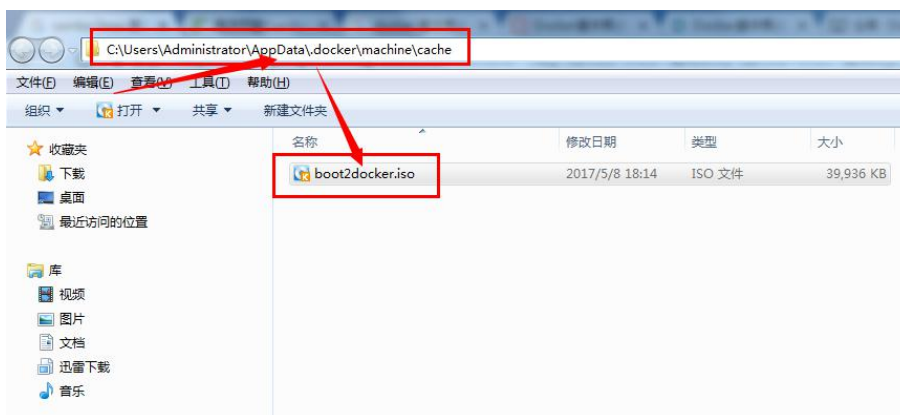 C:\Users\Administrator\AppData\.docker\machine\cache
文件(F) 编辑(E) 查看(V) 工具(T) 帮助(H)
组织 打开 共享 新建文件夹
名称 修改日期 类型 大小
收藏夹
下载
桌面
最近访问的位置
库
视频
图片
文档
迅雷下载
音乐
boot2docker.iso 2017/5/8 18:14 ISO 文件 39,936 KB